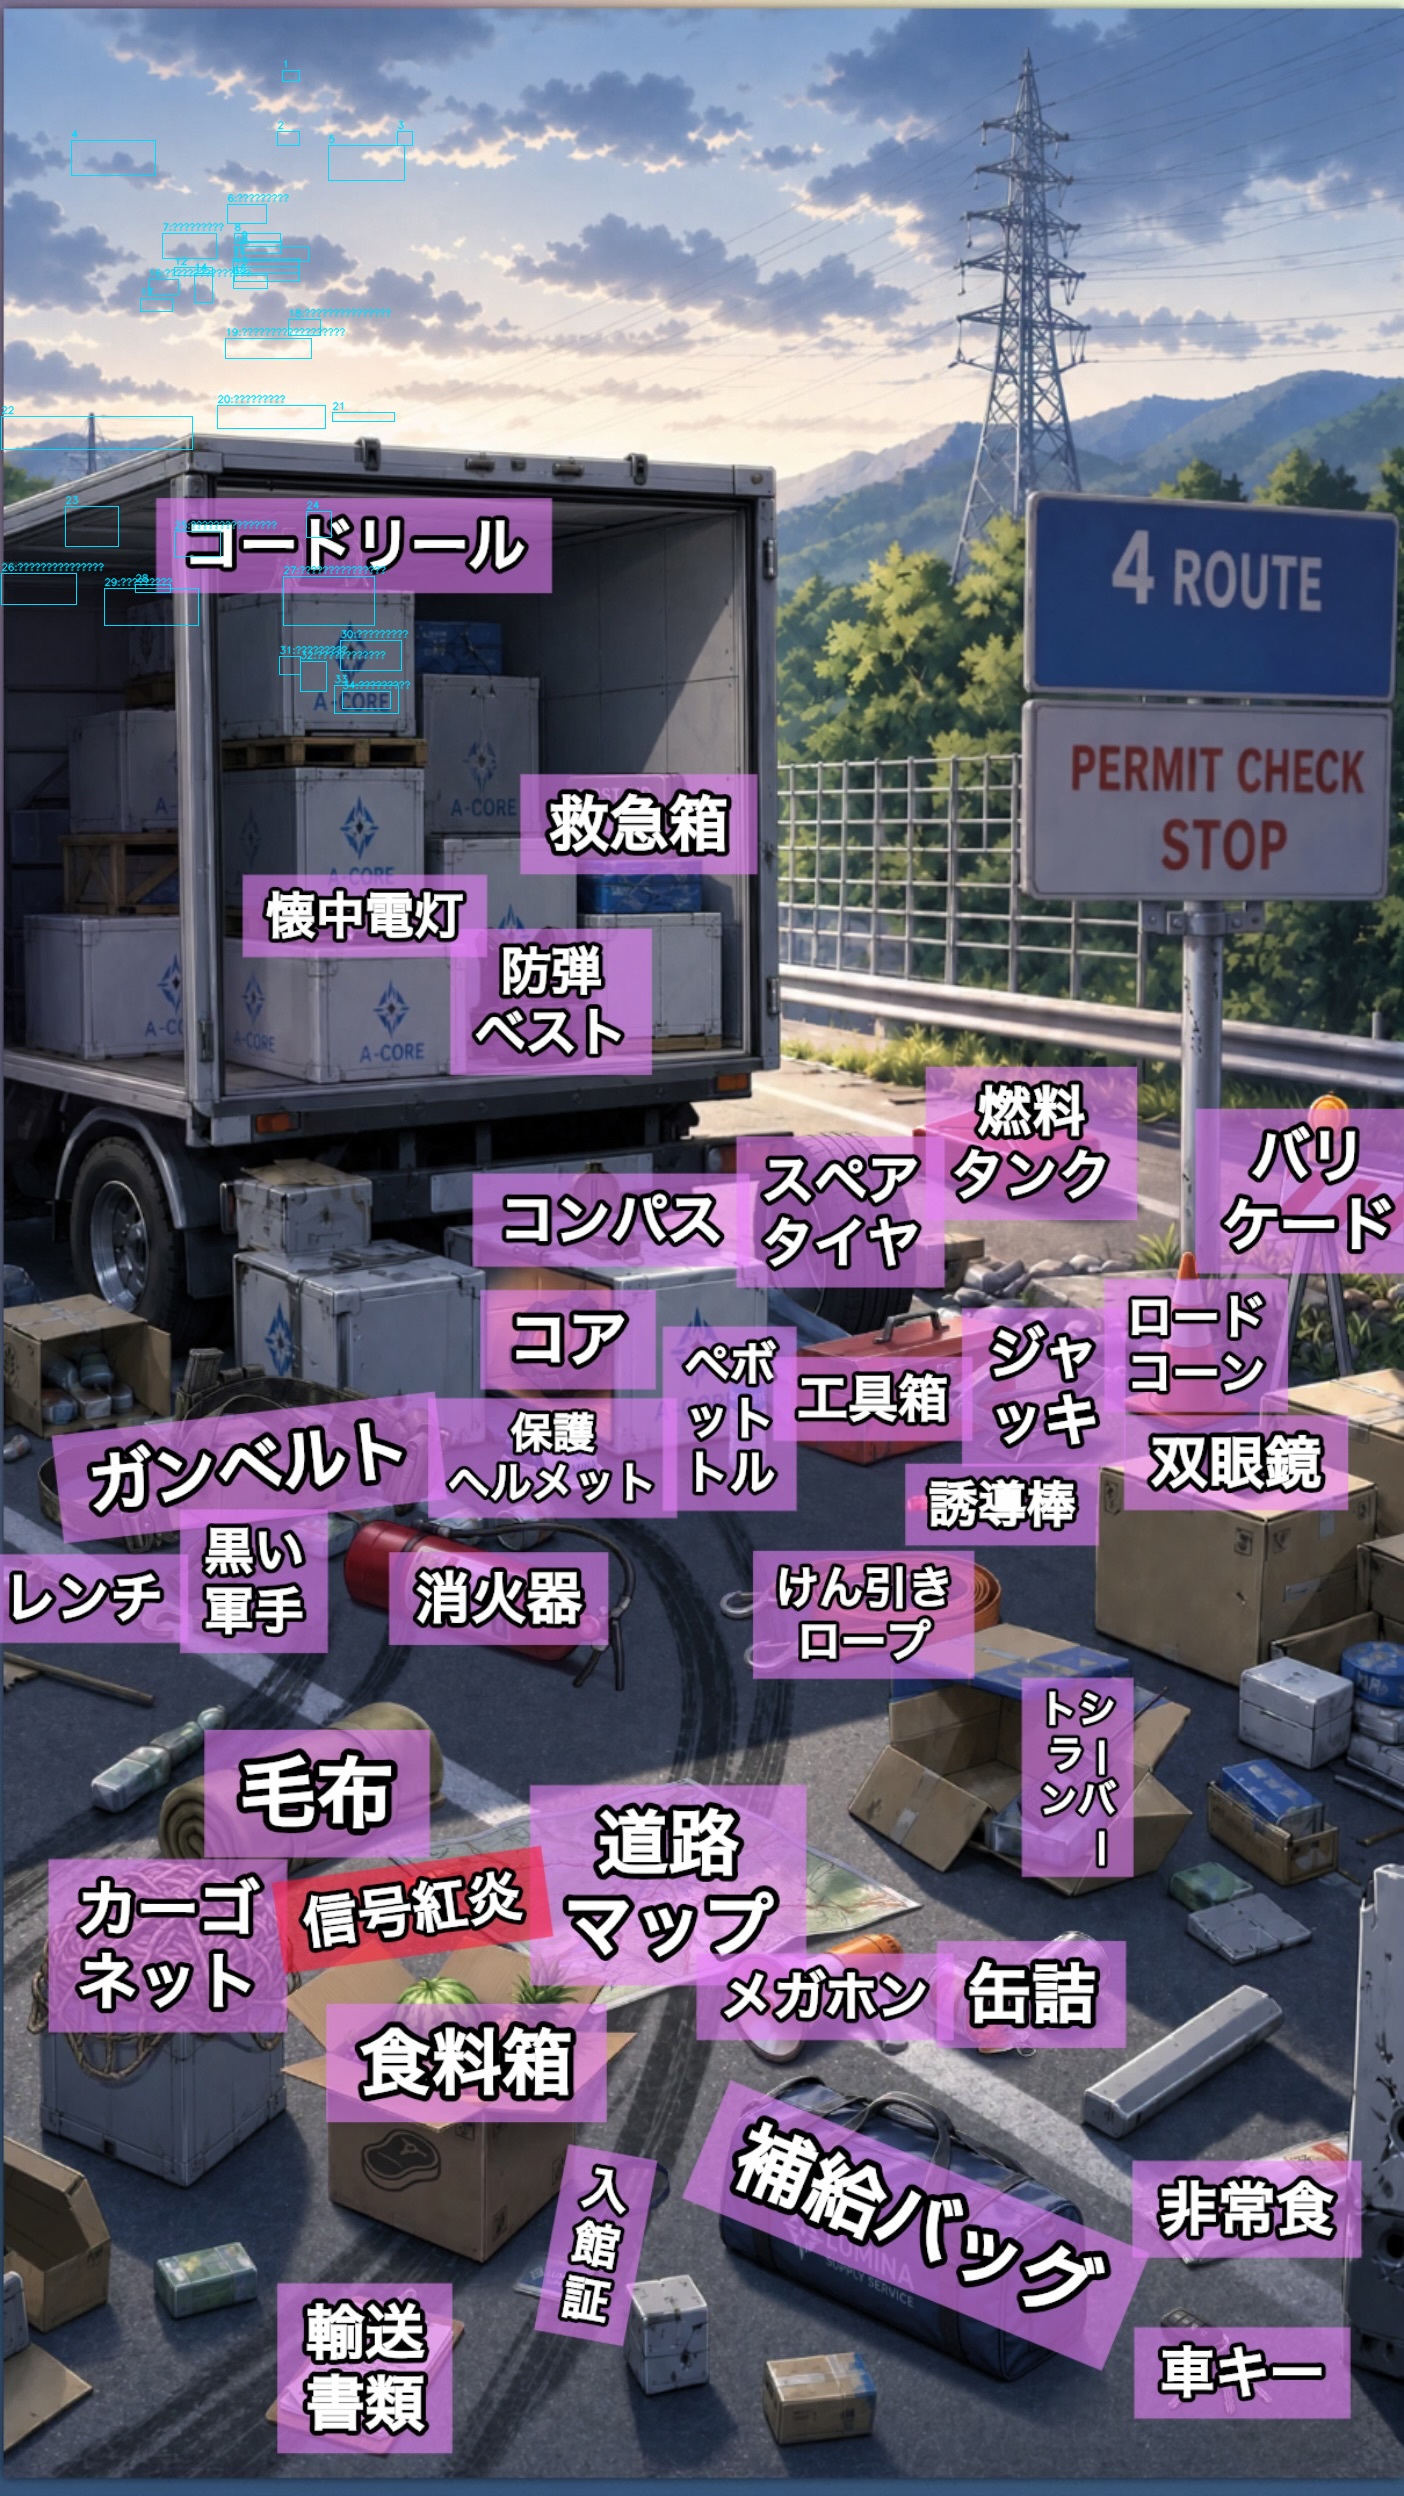 コードリール
4 ROUTE
A-CORE
PERMIT CHECK
STOP
A-CORE
救急箱
A-CORE
懐中電灯
防弾
ベスト
A-CORE
燃料
タンク
バリ
ケード
スペア
タイヤ
コンパス
コア
ペボ
ット
トル
工具箱
ジャ
ッキ
ロード
コーン
保護
ヘルメット
ガンベルト
双眼鏡
誘導棒
レンチ
黒い
軍手
消火器
けん引き
ロープ
シーバー
トラン
毛布
道路
マップ
カーゴ
ネット
信号紅炎
メガホン
缶詰
食料箱
補給バッグ
LUMINA
SUPPLY SERVICE
入館証
非常食
輸送
書類
車キー